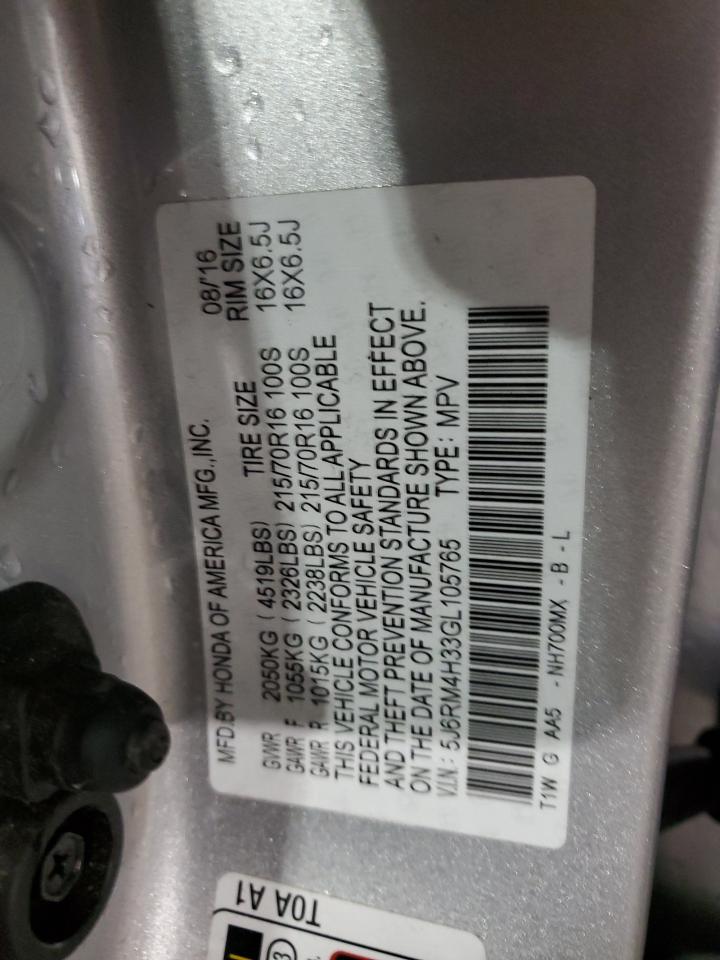 MFD.BY HONDA OF AMERICA MFG.,INC. 08/'16
GVWR 2050KG ( 4519LBS) TIRE SIZE RIM SIZE
GAWR F 1055KG ( 2326LBS) 215/70R16 100S 16X6.5J
GAWR R 1015KG ( 2238LBS) 215/70R16 100S 16X6.5J
THIS VEHICLE CONFORMS TO ALL APPLICABLE
FEDERAL MOTOR VEHICLE SAFETY
AND THEFT PREVENTION STANDARDS IN EFFECT
ON THE DATE OF MANUFACTURE SHOWN ABOVE.
V.I.N.: 5J6RM4H33GL105765 TYPE: MPV
T1W G AA5 - NH700MX - B - L
T0A A1
3